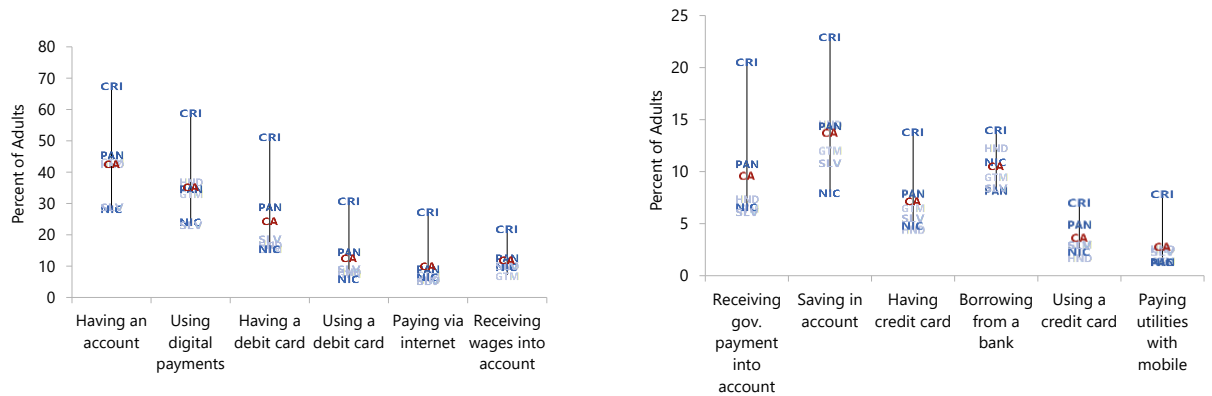 80
70
60
50
40
30
20
10
0
Percent of Adults
CRI
PAN
CA
NIC
CRI
HND
CA
PAN
GTM
NIC
SLV
CRI
PAN
CA
SLV
NIC
CRI
PAN
CA
SLV
NIC
CRI
PAN
CA
NIC
CRI
PAN
CA
NIC
GTM
Having an
account
Using
digital
payments
Having a
debit card
Using a
debit card
Paying via
internet
Receiving
wages into
account
25
20
15
10
5
0
Percent of Adults
CRI
PAN
CA
HND
NIC
SLV
CRI
HND
PAN
CA
GTM
SLV
NIC
CRI
PAN
CA
GTM
SLV
NIC
HND
CRI
HND
NIC
CA
GTM
SLV
PAN
CRI
PAN
CA
NIC
HND
CRI
CA
SLV
Receiving
gov.
payment
into
account
Saving in
account
Having
credit card
Borrowing
from a
bank
Using a
credit card
Paying
utilities
with
mobile